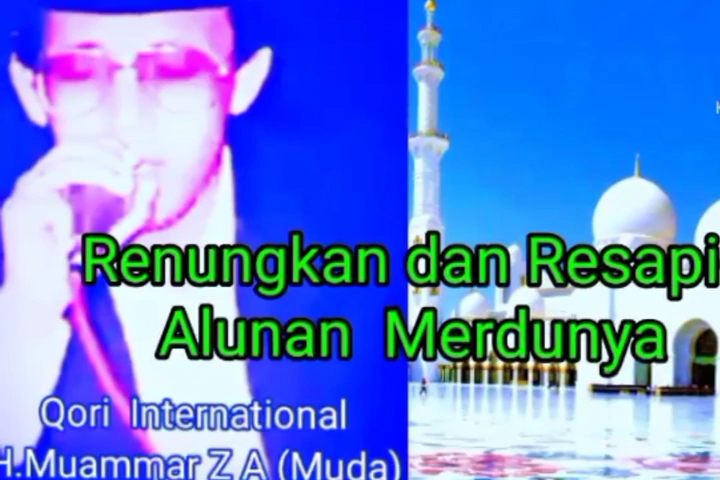 Renungkan dan Resapi
Alunan Merdunya
Qori International
H.Muammar Z A (Muda)